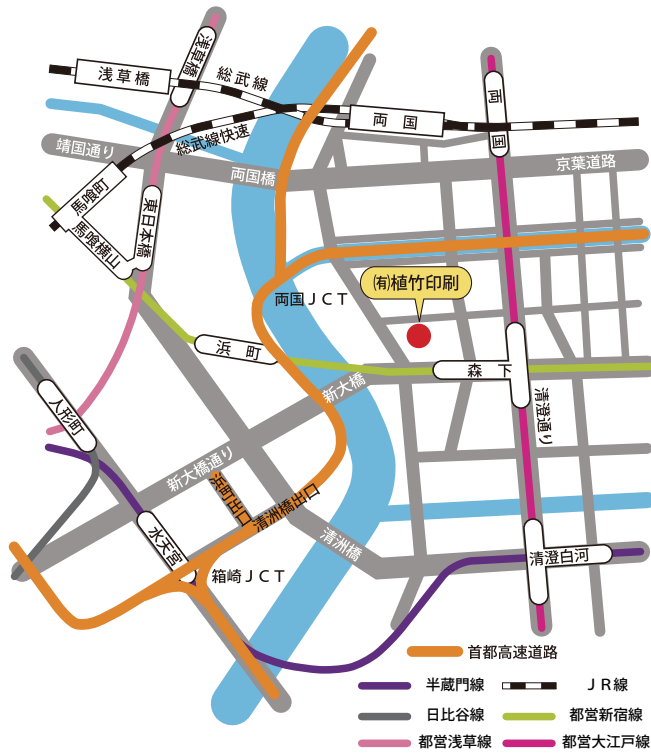 浅草橋
浅草橋
総武線
両国
両国
総武線快速
靖国通り
両国橋
京葉道路
馬喰町
東日本橋
馬喰横山
㈲植竹印刷
両国ＪＣＴ
浜町
森下
新大橋
清澄通り
人形町
新大橋通り
浜町出口
清洲橋出口
水天宮
清洲橋
清澄白河
箱崎ＪＣＴ
首都高速道路
半蔵門線
ＪＲ線
日比谷線
都営新宿線
都営浅草線
都営大江戸線